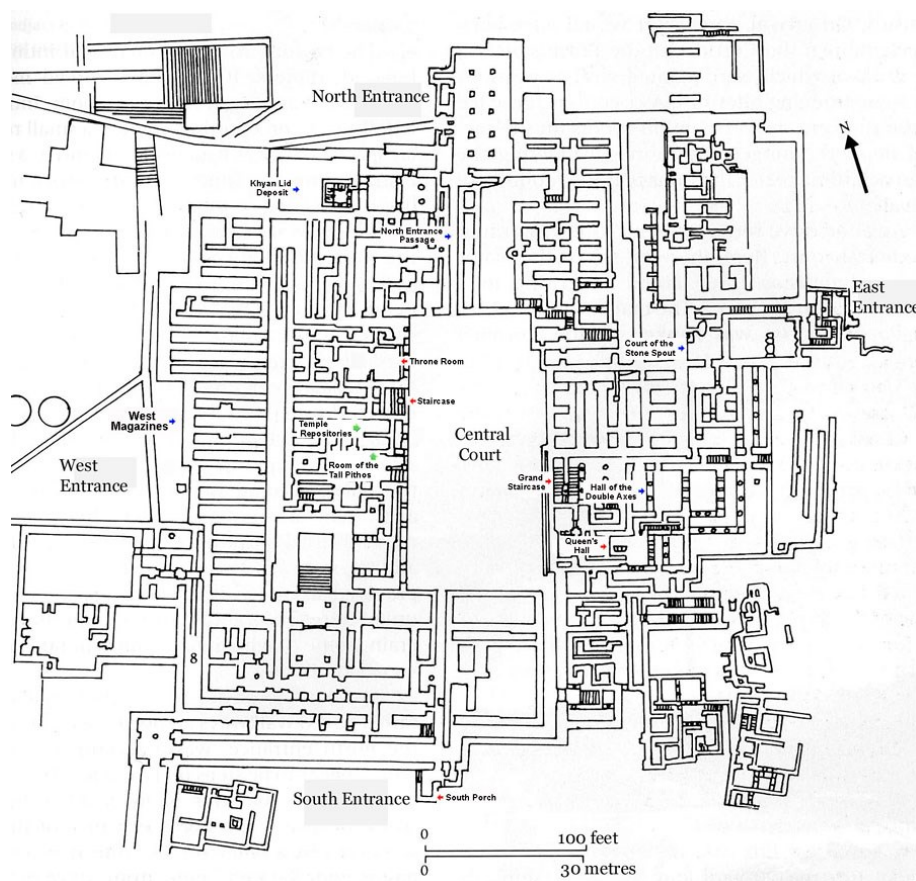 North Entrance
N
Khyan Lid
Deposit
North Entrance
Passage
East
Entrance
Court of the
Stone Spout
Throne Room
Staircase
West
Magazines
Temple
Repositories
Central
Court
West
Entrance
Room of the
Tall Pithos
Grand
Staircase
Hall of the
Double Axes
Queen's
Hall
8
South Entrance
South Porch
0
100 feet
0
30 metres